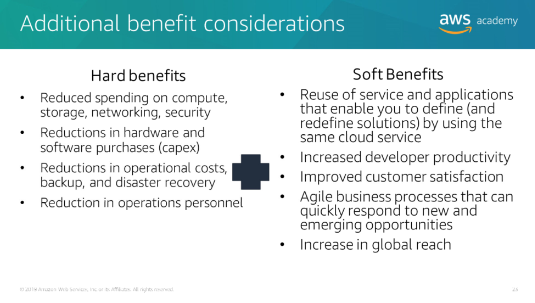 Additional benefit considerations
aws academy
Hard benefits
• Reduced spending on compute,
storage, networking, security
• Reductions in hardware and
software purchases (capex)
• Reductions in operational costs,
backup, and disaster recovery
• Reduction in operations personnel
Soft Benefits
• Reuse of service and applications
that enable you to define (and
redefine solutions) by using the
same cloud service
• Increased developer productivity
• Improved customer satisfaction
• Agile business processes that can
quickly respond to new and
emerging opportunities
• Increase in global reach
Web Services, Inc. or its Affiliates. All rights reserved.